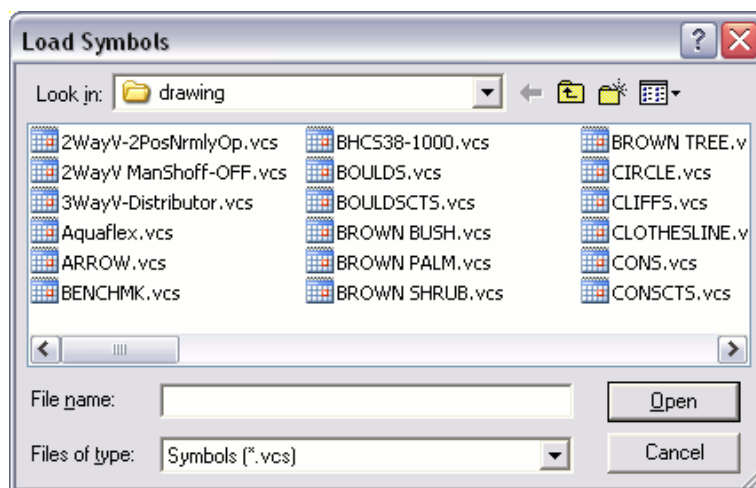 Load Symbols
Look in: drawing
2WayV-2PosNrmlyOp.vcs BHCS38-1000.vcs BROWN TREE.v
2WayV ManShoff-OFF.vcs BOULDS.vcs CIRCLE.vcs
3WayV-Distributor.vcs BOULDSCTS.vcs CLIFFS.vcs
Aquaflex.vcs BROWN BUSH.vcs CLOTHESLINE.v
ARROW.vcs BROWN PALM.vcs CONS.vcs
BENCHMK.vcs BROWN SHRUB.vcs CONSCTS.vcs
File name: Open
Files of type: Symbols (*.vcs) Cancel